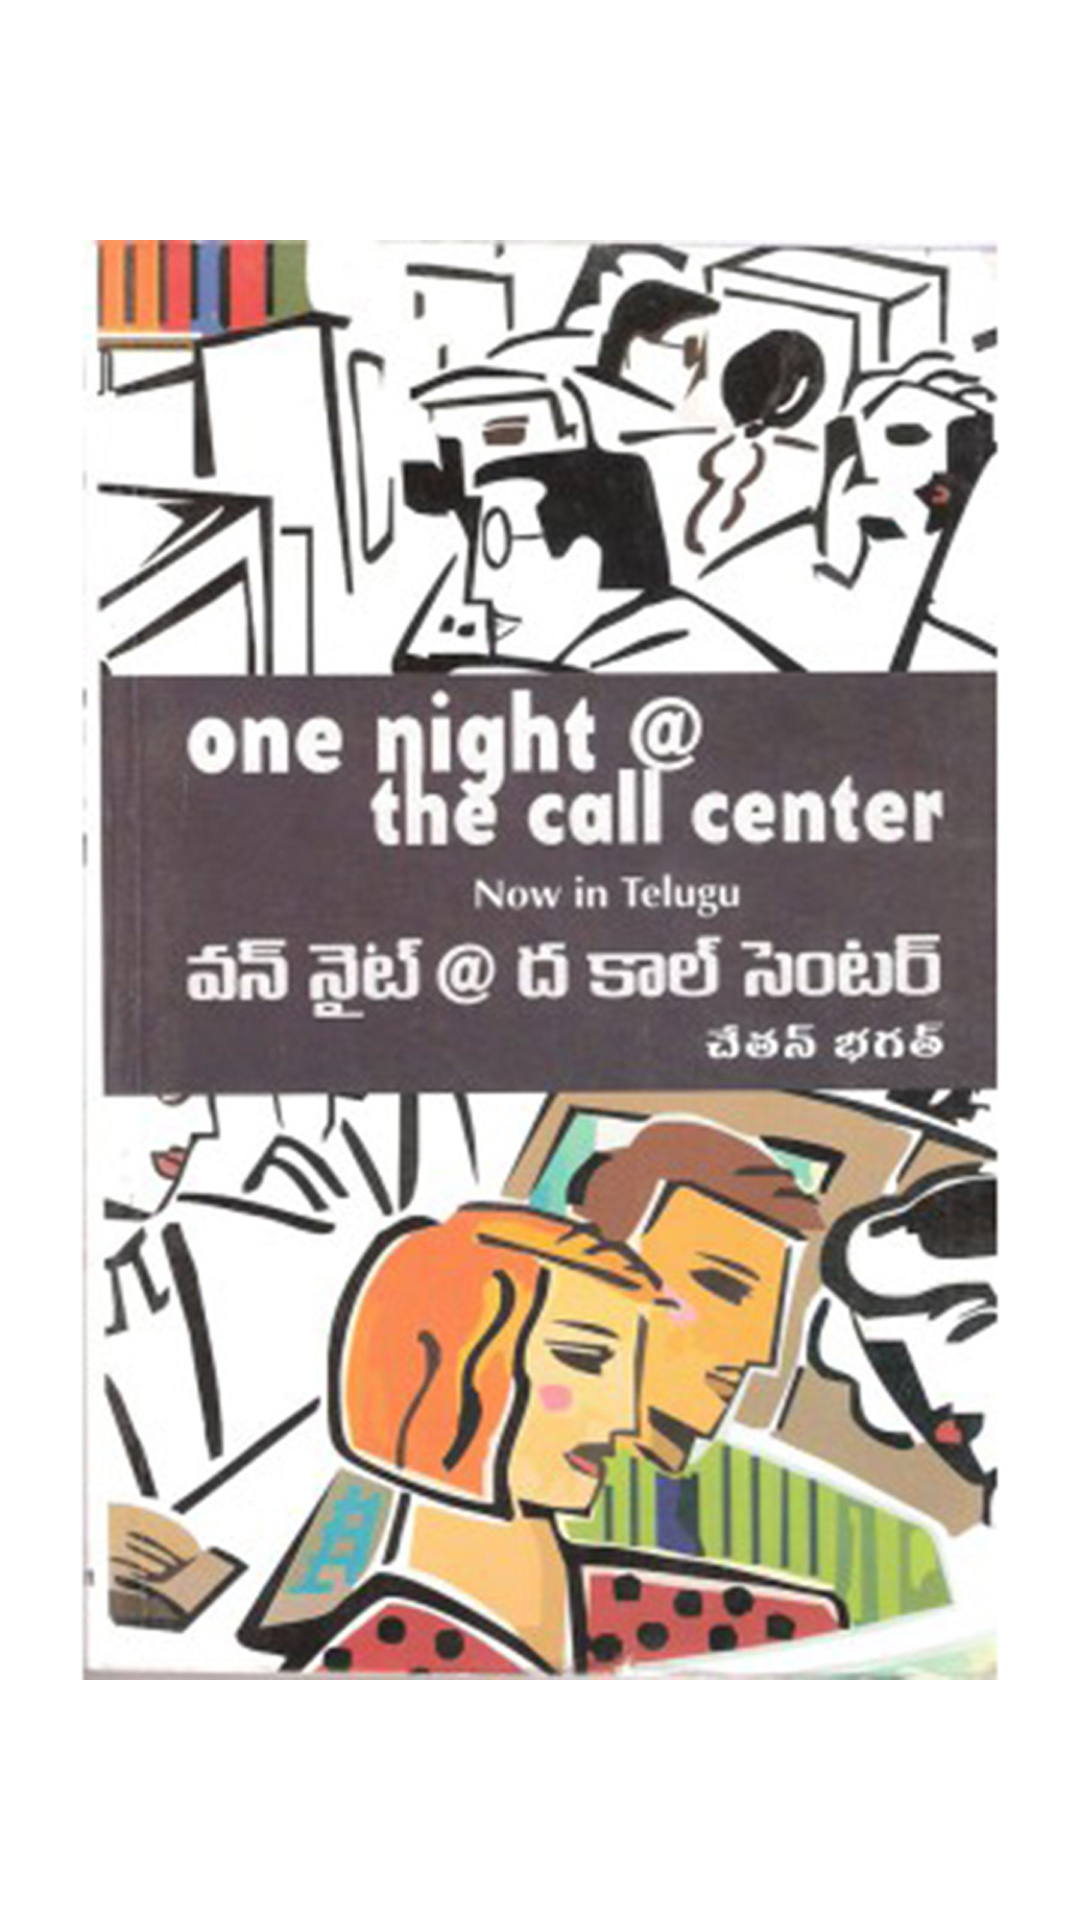 one night @
the call center
Now in Telugu
వన్ నైట్ @ ద కాల్ సెంటర్
చేతన్ భగత్